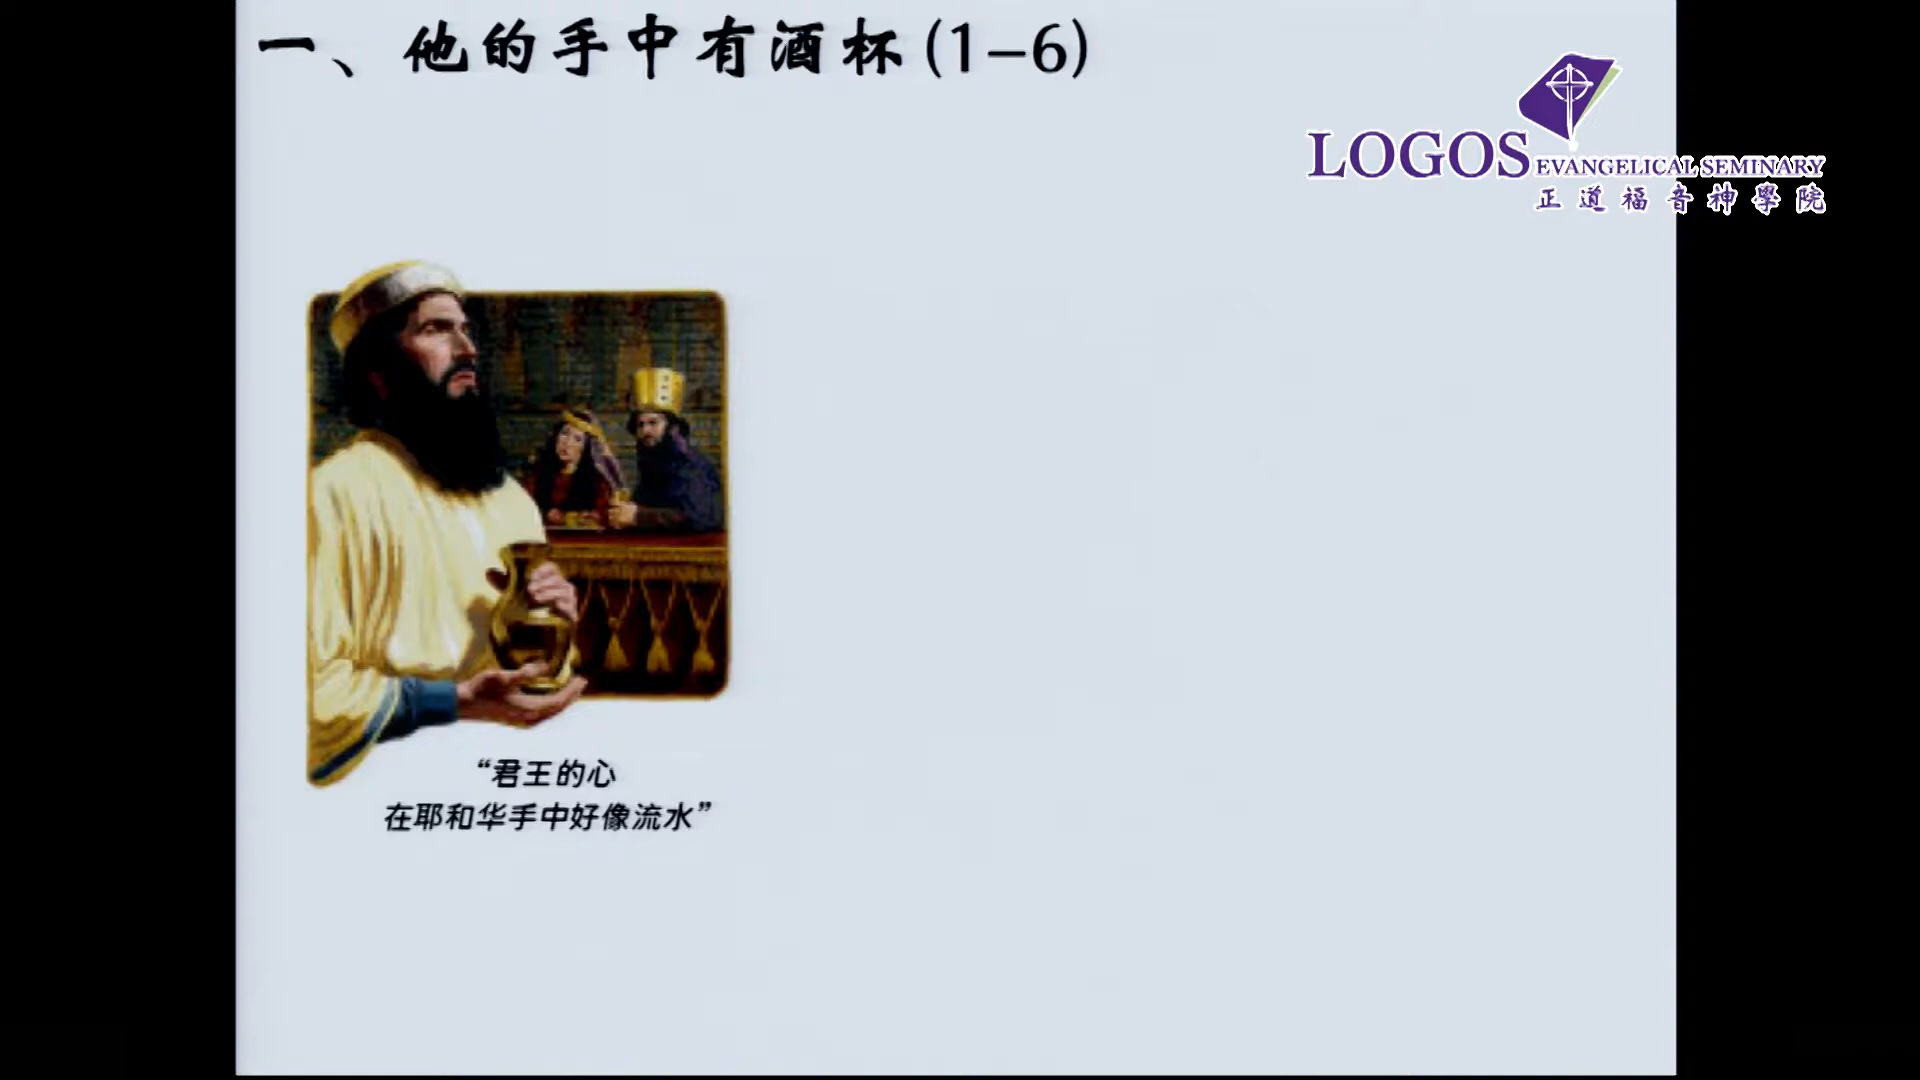 一、他的手中有酒杯(1–6)
LOGOS EVANGELICAL SEMINARY
正道福音神學院
“君王的心
在耶和华手中好像流水”